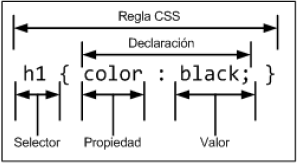 Regla CSS
Declaración
h1 { color : black; }
Selector Propiedad Valor